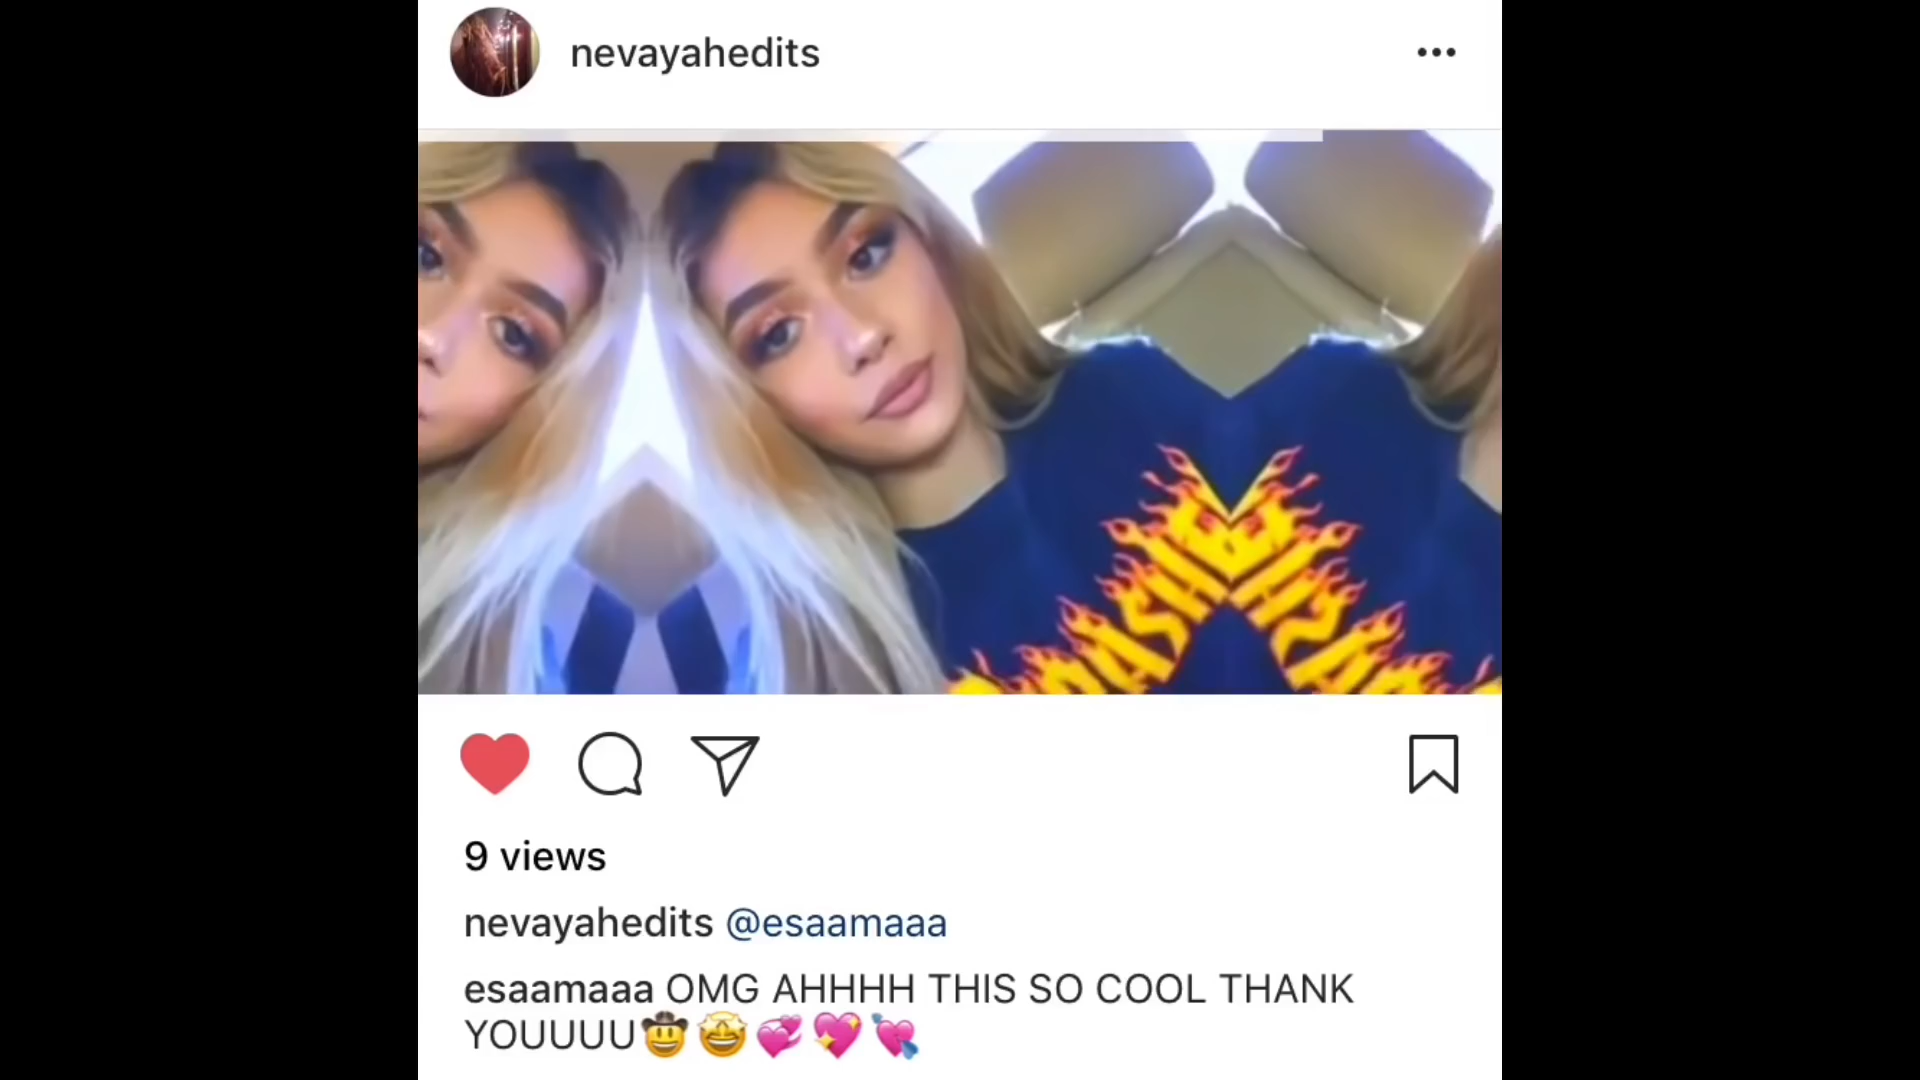 nevayahedits
9 views
nevayahedits @esaamaaa
esaamaaa OMG AHHHH THIS SO COOL THANK
YOUUUU🤠🤩💞💖💘